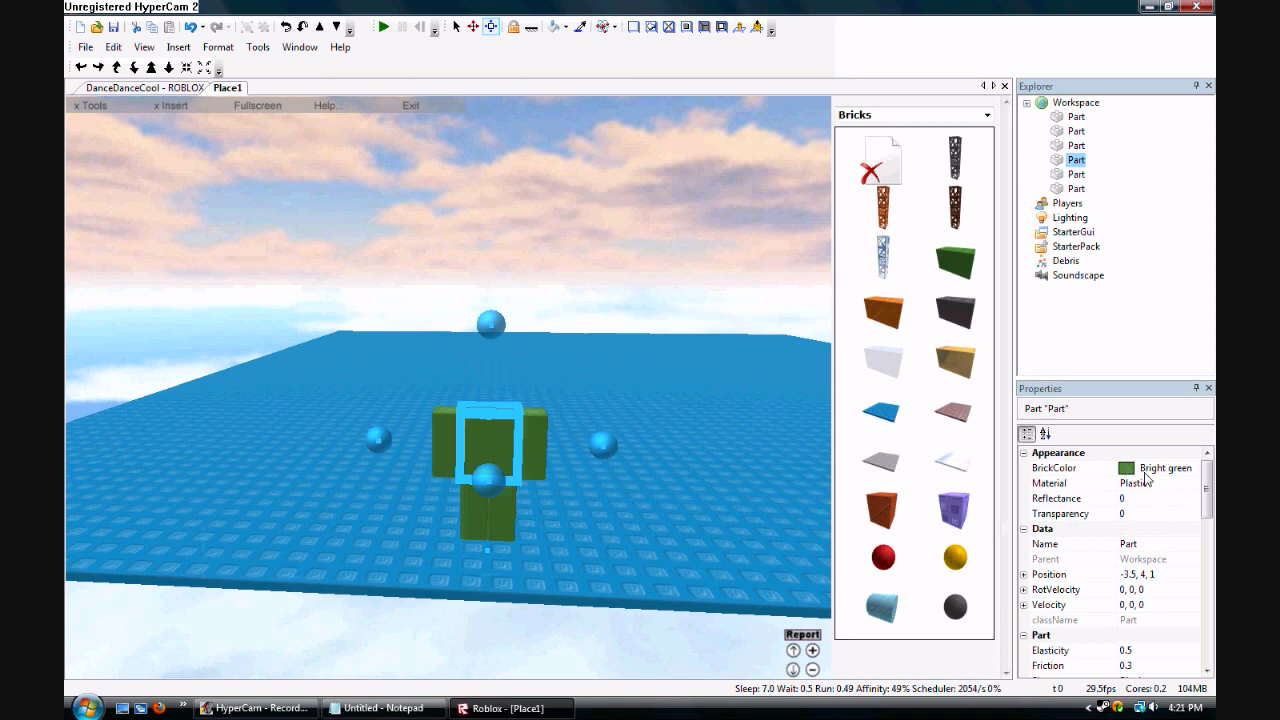 Unregistered HyperCam 2
File Edit View Insert Format Tools Window Help
DanceDanceCool - ROBLOX Place1
x Tools x Insert Fullscreen Help... Exit
Bricks
Explorer
Workspace
Part
Part
Part
Part
Part
Part
Players
Lighting
StarterGui
StarterPack
Debris
Soundscape
Properties
Part "Part"
Appearance
BrickColor Bright green
Material Plastic
Reflectance 0
Transparency 0
Data
Name Part
Parent Workspace
Position -3.5, 4, 1
RotVelocity 0, 0, 0
Velocity 0, 0, 0
className Part
Part
Elasticity 0.5
Friction 0.3
Report
Sleep: 7.0 Wait: 0.5 Run: 0.49 Affinity: 49% Scheduler: 2054/s 0% t 0 29.5fps Cores: 0.2 104MB
HyperCam - Record... Untitled - Notepad Roblox - [Place1] 4:21 PM